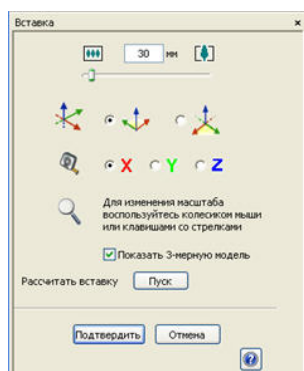 Вставка
30 мм
X Y Z
Для изменения масштаба
воспользуйтесь колесиком мыши
или клавишами со стрелками
Показать 3-мерную модель
Рассчитать вставку Пуск
Подтвердить Отмена